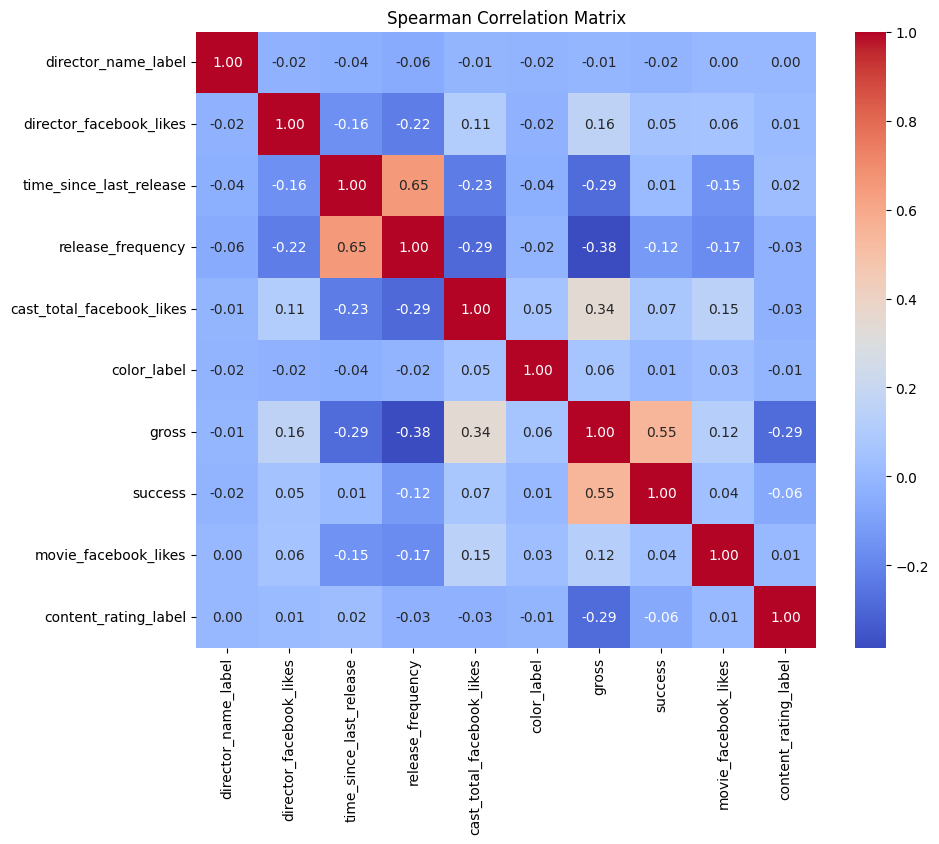 Spearman Correlation Matrix
director_name_label 1.00 -0.02 -0.04 -0.06 -0.01 -0.02 -0.01 -0.02 0.00 0.00
director_facebook_likes -0.02 1.00 -0.16 -0.22 0.11 -0.02 0.16 0.05 0.06 0.01
time_since_last_release -0.04 -0.16 1.00 0.65 -0.23 -0.04 -0.29 0.01 -0.15 0.02
release_frequency -0.06 -0.22 0.65 1.00 -0.29 -0.02 -0.38 -0.12 -0.17 -0.03
cast_total_facebook_likes -0.01 0.11 -0.23 -0.29 1.00 0.05 0.34 0.07 0.15 -0.03
color_label -0.02 -0.02 -0.04 -0.02 0.05 1.00 0.06 0.01 0.03 -0.01
gross -0.01 0.16 -0.29 -0.38 0.34 0.06 1.00 0.55 0.12 -0.29
success -0.02 0.05 0.01 -0.12 0.07 0.01 0.55 1.00 0.04 -0.06
movie_facebook_likes 0.00 0.06 -0.15 -0.17 0.15 0.03 0.12 0.04 1.00 0.01
content_rating_label 0.00 0.01 0.02 -0.03 -0.03 -0.01 -0.29 -0.06 0.01 1.00
director_name_label
director_facebook_likes
time_since_last_release
release_frequency
cast_total_facebook_likes
color_label
gross
success
movie_facebook_likes
content_rating_label
1.0
0.8
0.6
0.4
0.2
0.0
−0.2